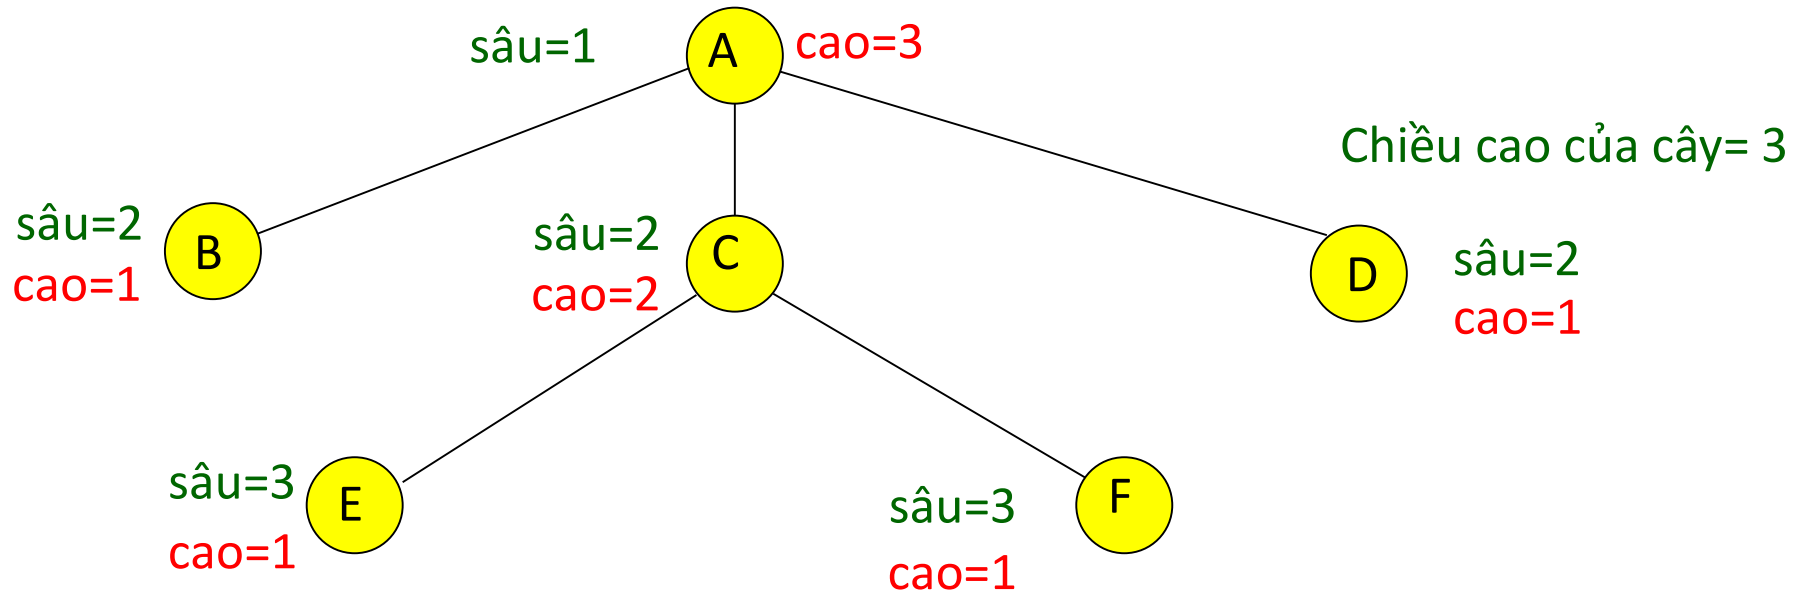 sâu=1
A
cao=3
Chiều cao của cây= 3
sâu=2
cao=1
B
sâu=2
cao=2
C
D
sâu=2
cao=1
sâu=3
cao=1
E
sâu=3
cao=1
F